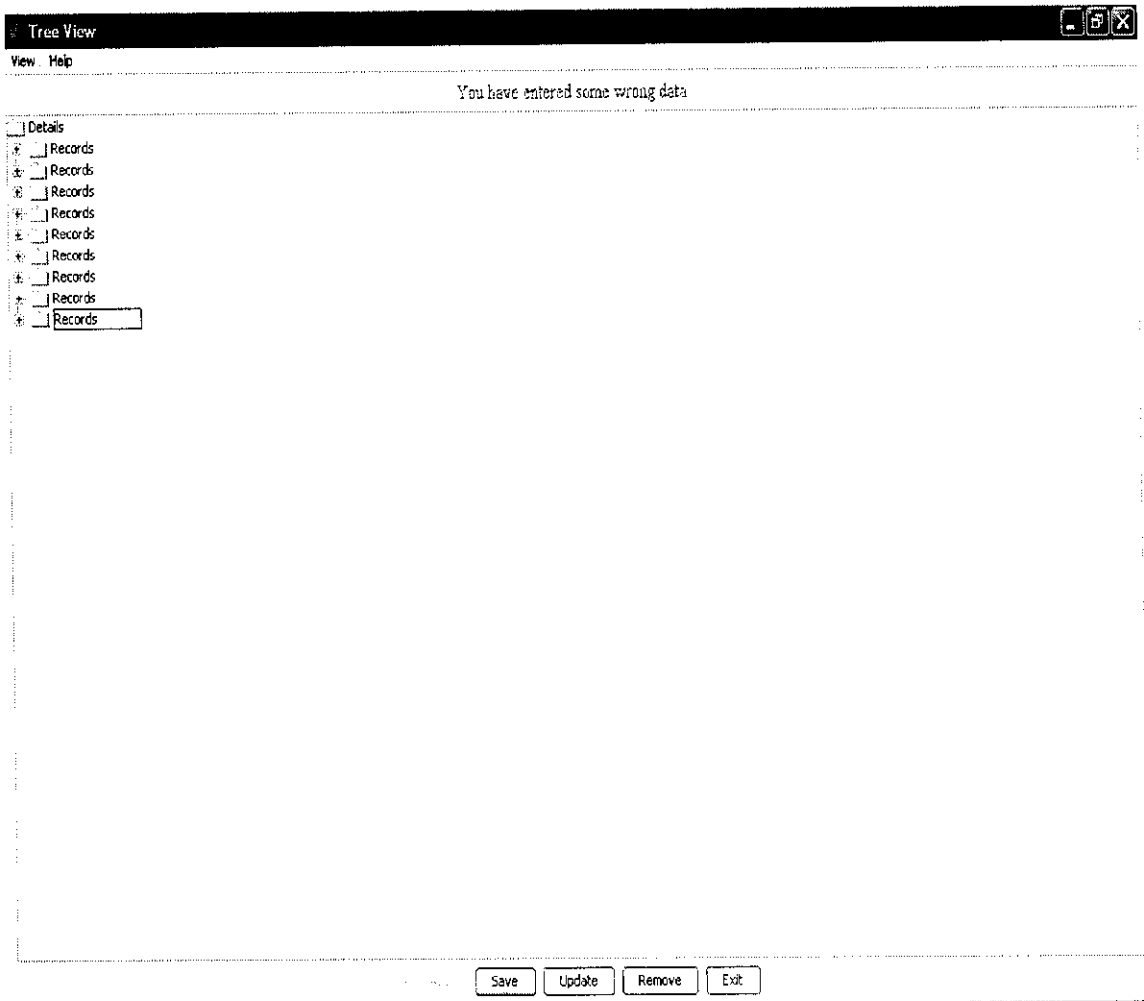 Tree View
View Help
You have entered some wrong data
Details
Records
Records
Records
Records
Records
Records
Records
Records
Records
Save Update Remove Exit